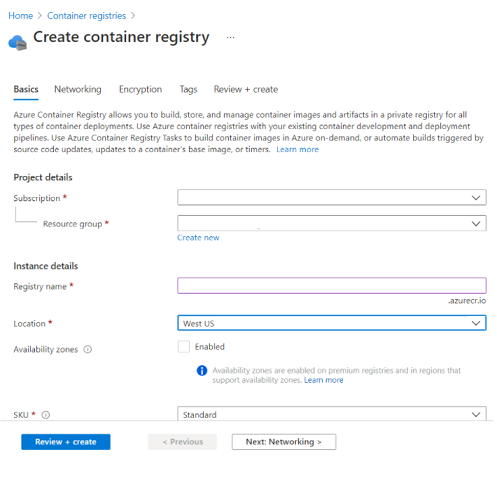 Home > Container registries >
Create container registry ...
Basics Networking Encryption Tags Review + create
Azure Container Registry allows you to build, store, and manage container images and artifacts in a private registry for all
types of container deployments. Use Azure container registries with your existing container development and deployment
pipelines. Use Azure Container Registry Tasks to build container images in Azure on-demand, or automate builds triggered by
source code updates, updates to a container's base image, or timers. Learn more
Project details
Subscription *
Resource group *
Create new
Instance details
Registry name *
.azurecr.io
Location * West US
Availability zones Enabled
Availability zones are enabled on premium registries and in regions that
support availability zones. Learn more
SKU * Standard
Review + create < Previous Next: Networking >